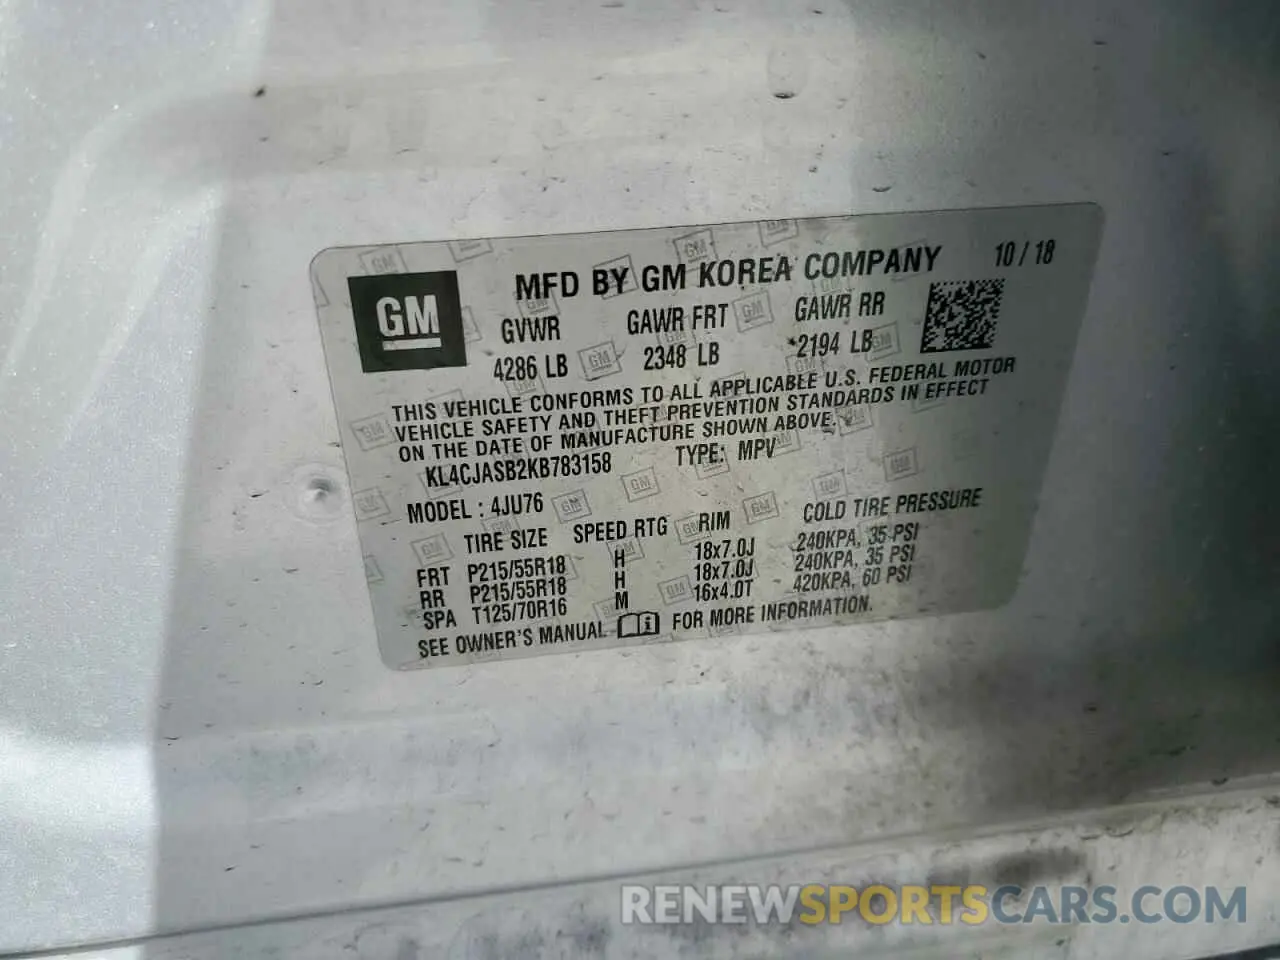 MFD BY GM KOREA COMPANY 10 / 18
GM
GVWR GAWR FRT GAWR RR
4286 LB 2348 LB 2194 LB
THIS VEHICLE CONFORMS TO ALL APPLICABLE U.S. FEDERAL MOTOR
VEHICLE SAFETY AND THEFT PREVENTION STANDARDS IN EFFECT
ON THE DATE OF MANUFACTURE SHOWN ABOVE.
KL4CJASB2KB783158 TYPE: MPV
MODEL : 4JU76
TIRE SIZE SPEED RTG RIM COLD TIRE PRESSURE
FRT P215/55R18 H 18x7.0J 240KPA, 35 PSI
RR P215/55R18 H 18x7.0J 240KPA, 35 PSI
SPA T125/70R16 M 16x4.0T 420KPA, 60 PSI
SEE OWNER'S MANUAL FOR MORE INFORMATION.
RENEWSPORTSCARS.COM